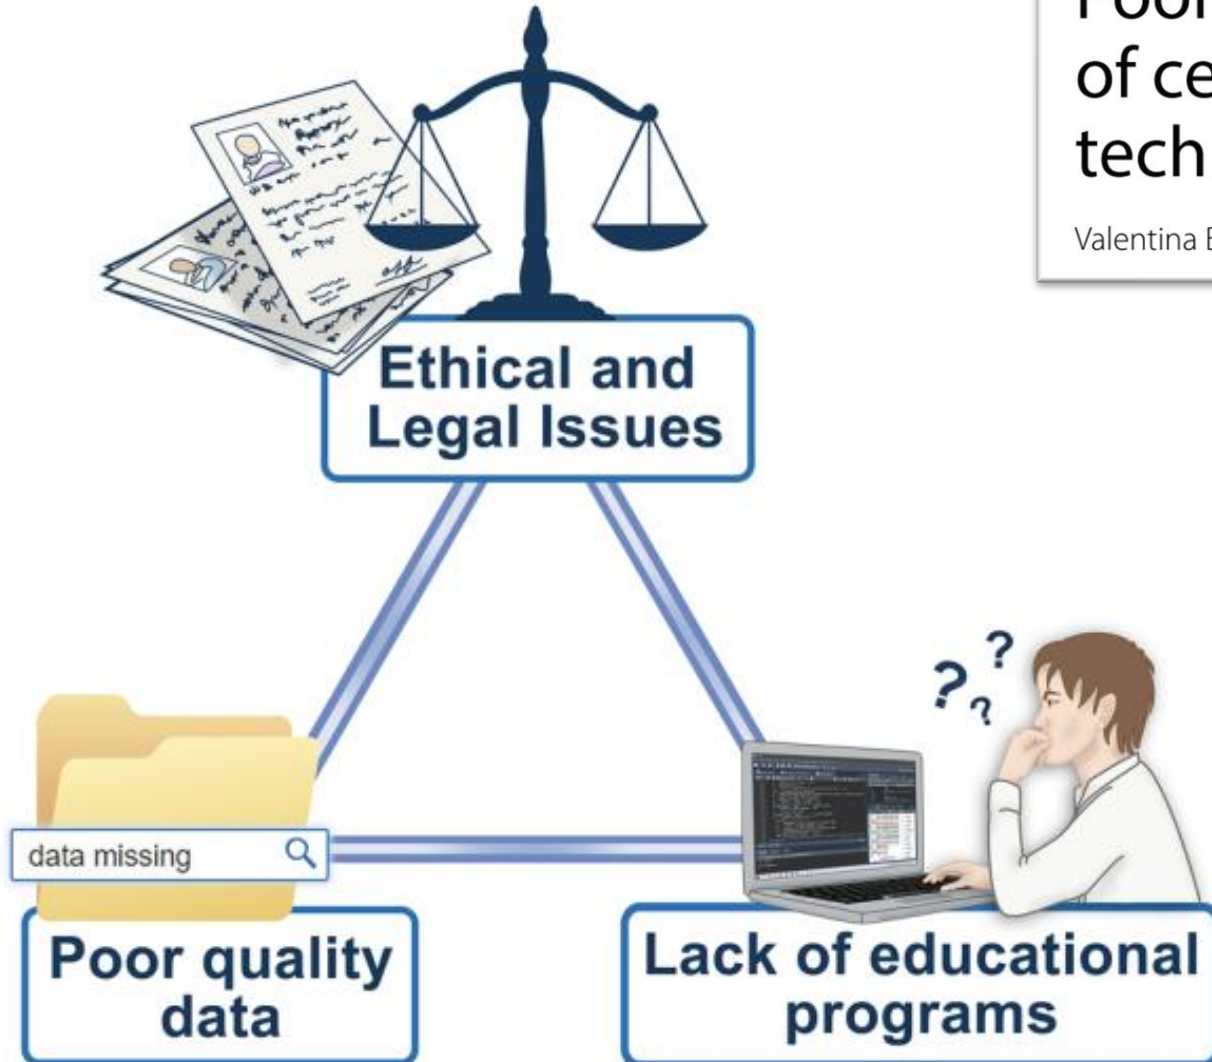 of ce
tech
Valentina
Ethical and
Legal Issues
? ? ?
data missing
Poor quality
data
Lack of educational
programs